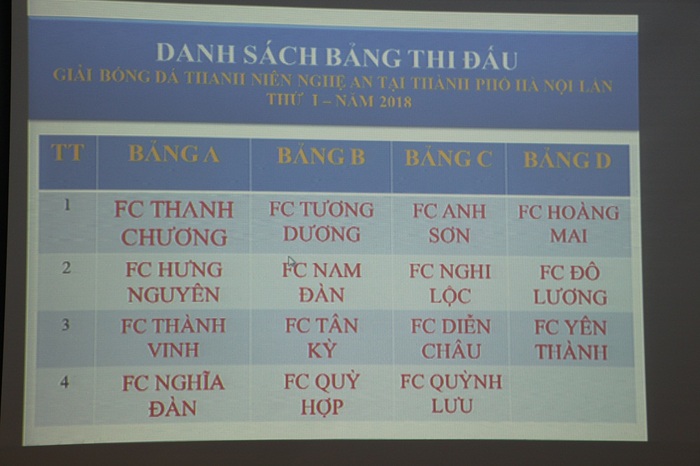 DANH SÁCH BẢNG THI ĐẤU
GIẢI BÓNG ĐÁ THANH NIÊN NGHỆ AN TẠI THÀNH PHỐ HÀ NỘI LẦN
THỨ I – NĂM 2018
TT BẢNG A BẢNG B BẢNG C BẢNG D
1 FC THANH CHƯƠNG FC TƯƠNG DƯƠNG FC ANH SƠN FC HOÀNG MAI
2 FC HƯNG NGUYÊN FC NAM ĐÀN FC NGHI LỘC FC ĐÔ LƯƠNG
3 FC THÀNH VINH FC TÂN KỲ FC DIỄN CHÂU FC YÊN THÀNH
4 FC NGHĨA ĐÀN FC QUỲ HỢP FC QUỲNH LƯU